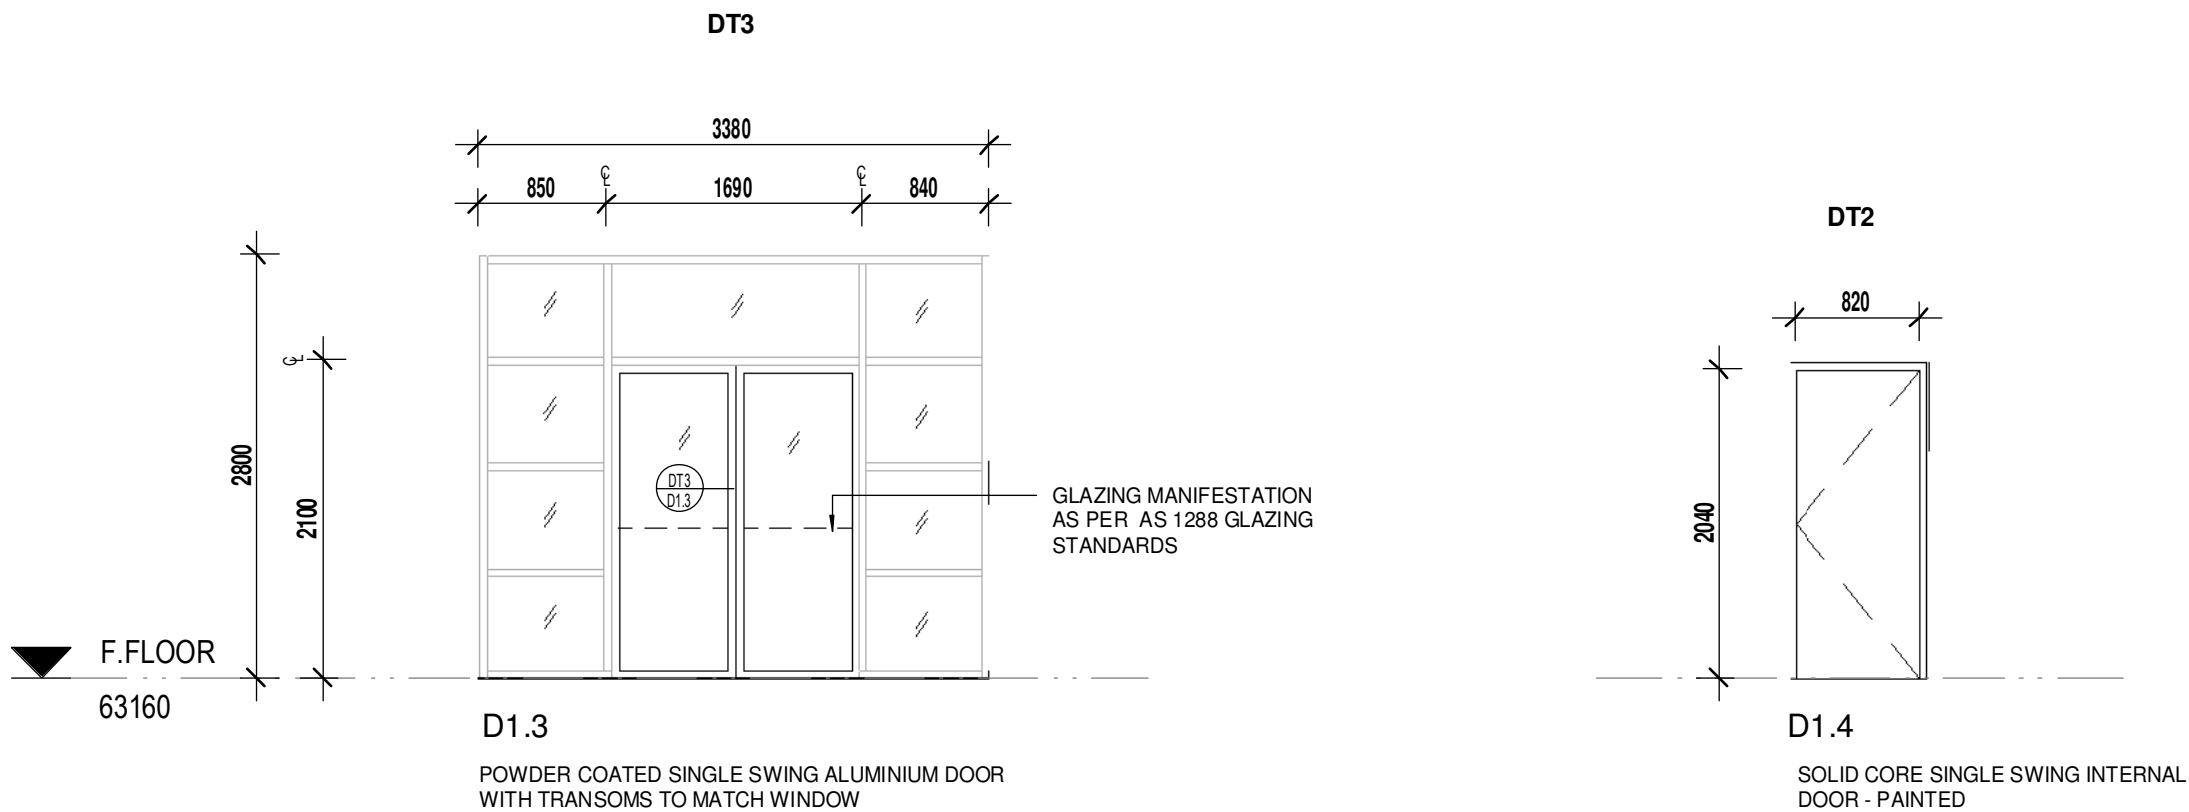 DT3
3380
850
℄
1690
℄
840
DT2
820
℄
2800
2100
2040
DT3
D1.3
GLAZING MANIFESTATION
AS PER AS 1288 GLAZING
STANDARDS
F.FLOOR
63160
D1.3
POWDER COATED SINGLE SWING ALUMINIUM DOOR
WITH TRANSOMS TO MATCH WINDOW
D1.4
SOLID CORE SINGLE SWING INTERNAL
DOOR - PAINTED